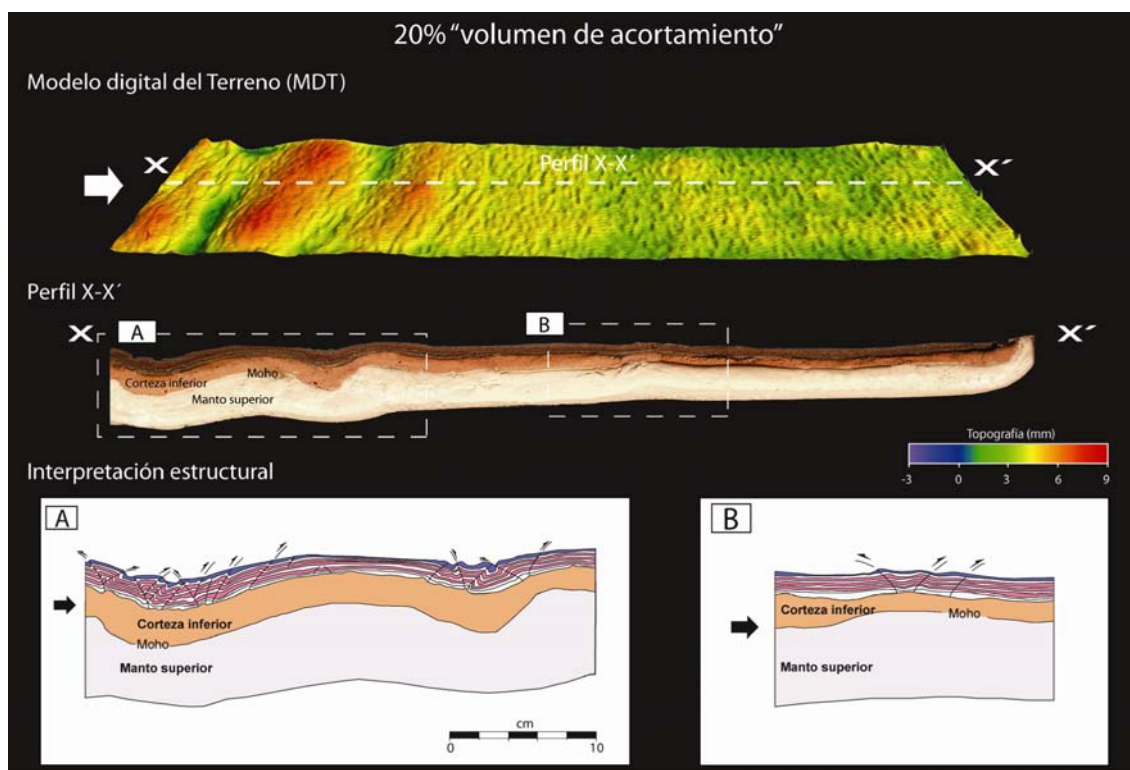 20% “volumen de acortamiento”
Modelo digital del Terreno (MDT)
X
Perfil X-X´
X´
Perfil X-X´
X
A
B
X´
Moho
Corteza inferior
Manto superior
Topografía (mm)
-3 0 3 6 9
Interpretación estructural
A
Corteza inferior
Moho
Manto superior
cm
0 10
B
Corteza inferior
Moho
Manto superior